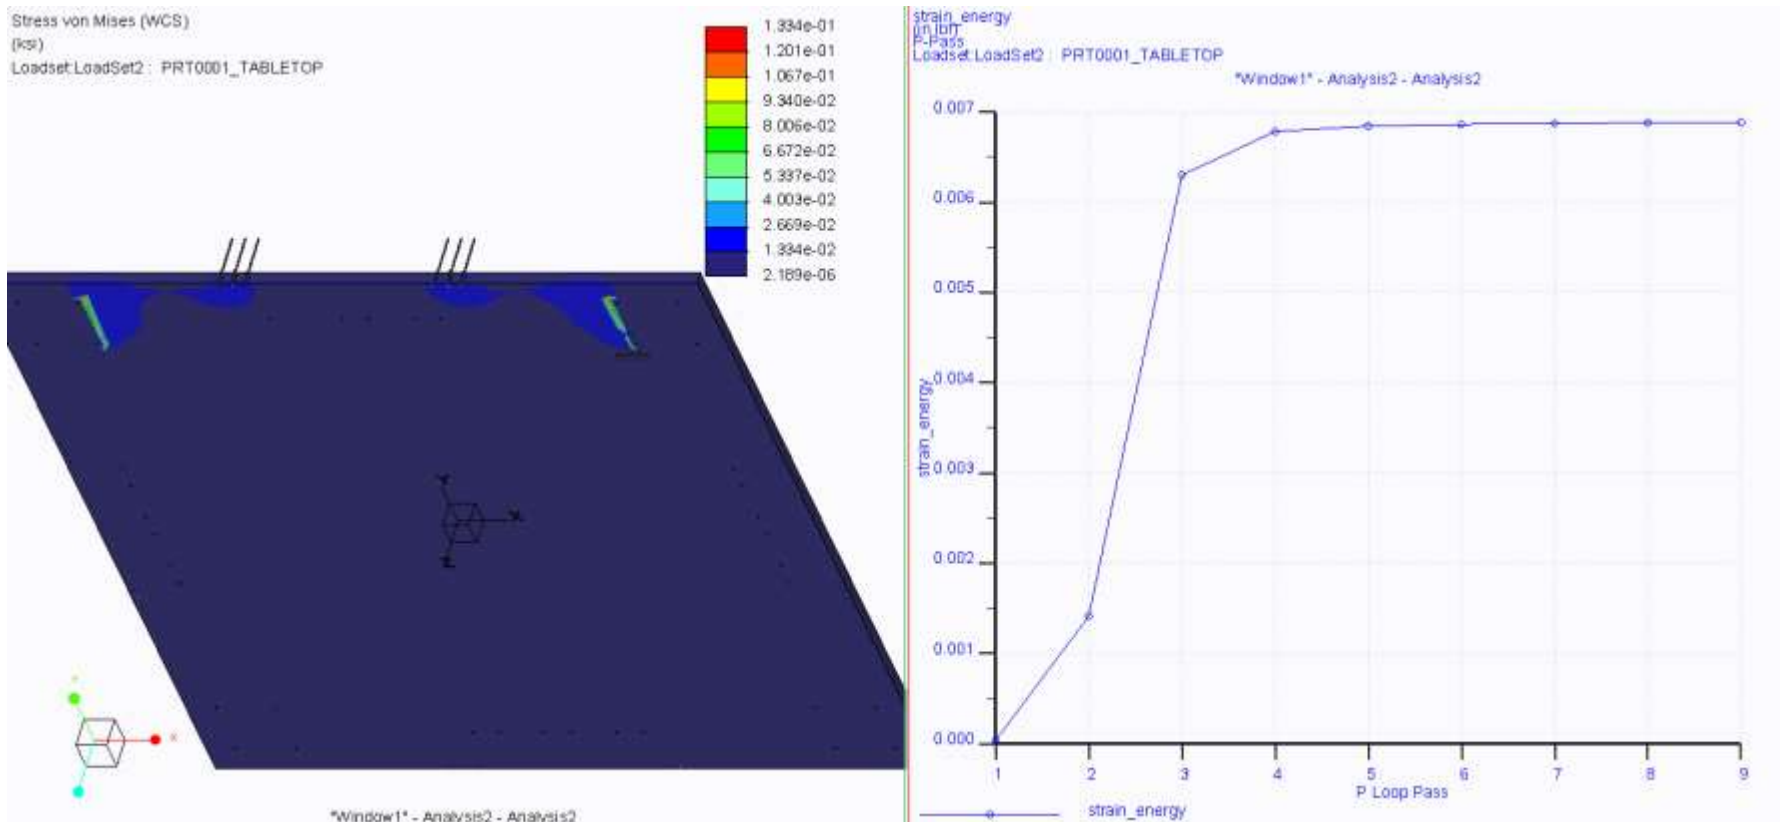 Stress von Mises (WCS)
(ksi)
Loadset:LoadSet2 : PRT0001_TABLETOP
1.334e-01
1.201e-01
1.067e-01
9.340e-02
8.006e-02
6.672e-02
5.337e-02
4.003e-02
2.669e-02
1.334e-02
2.189e-06
Y
X
Z
x
"Window1" - Analysis2 - Analysis2
strain_energy
(in lbf)
P-Pass
Loadset:LoadSet2 : PRT0001_TABLETOP
"Window1" - Analysis2 - Analysis2
0.007
0.006
0.005
0.004
0.003
0.002
0.001
0.000
strain_energy
1 2 3 4 5 6 7 8 9
P Loop Pass
strain_energy